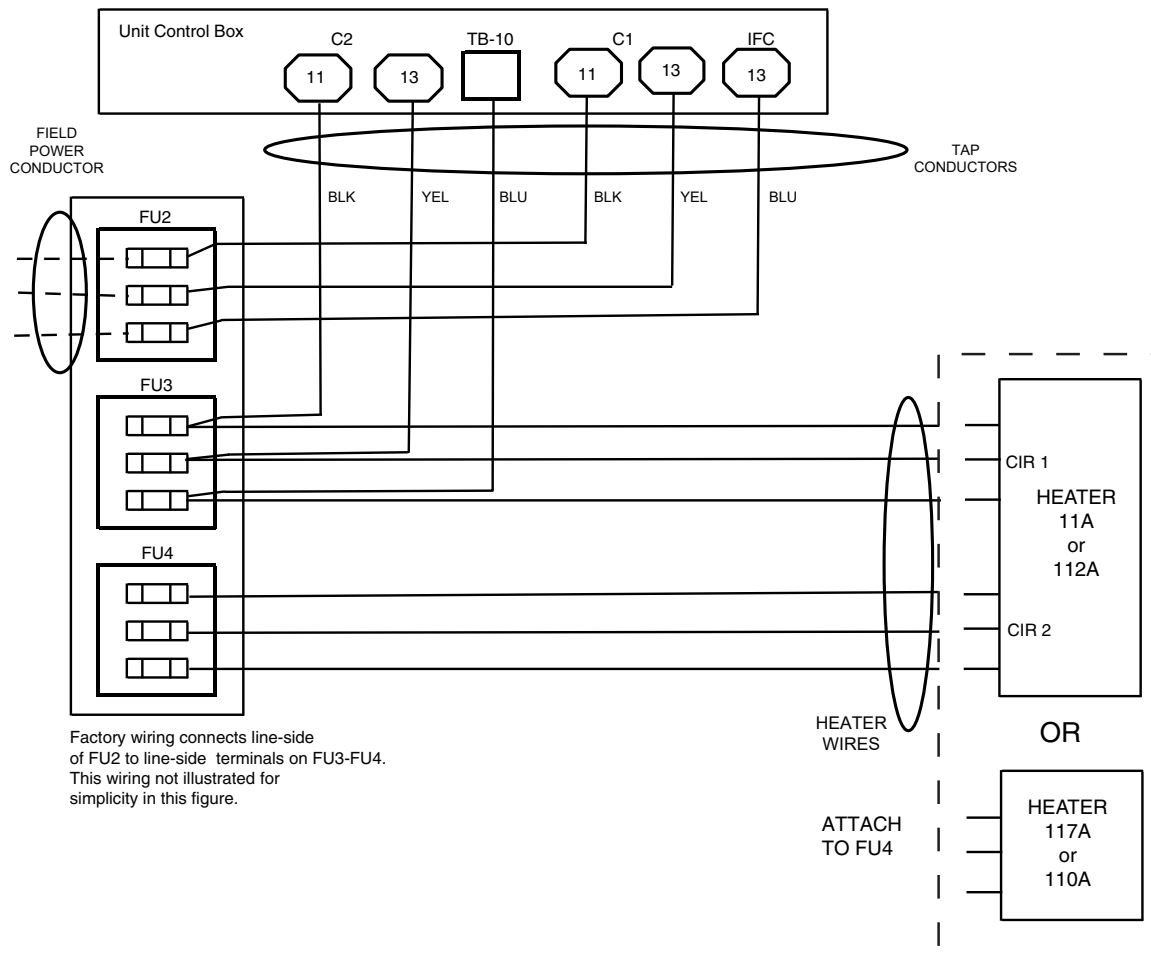 Unit Control Box
C2
TB-10
C1
IFC
11
13
11
13
13
FIELD
POWER
CONDUCTOR
TAP
CONDUCTORS
BLK
YEL
BLU
BLK
YEL
BLU
FU2
FU3
FU4
CIR 1
HEATER
11A
or
112A
CIR 2
HEATER
WIRES
OR
Factory wiring connects line-side
of FU2 to line-side terminals on FU3-FU4.
This wiring not illustrated for
simplicity in this figure.
ATTACH
TO FU4
HEATER
117A
or
110A